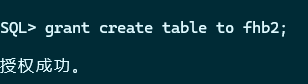 SQL> grant create table to fhb2;
授权成功。